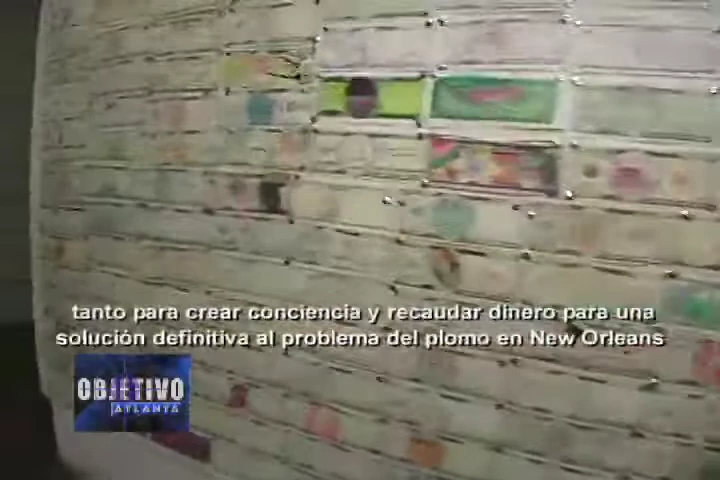 tanto para crear conciencia y recaudar dinero para una
solución definitiva al problema del plomo en New Orleans
OBJETIVO
ATLANTA